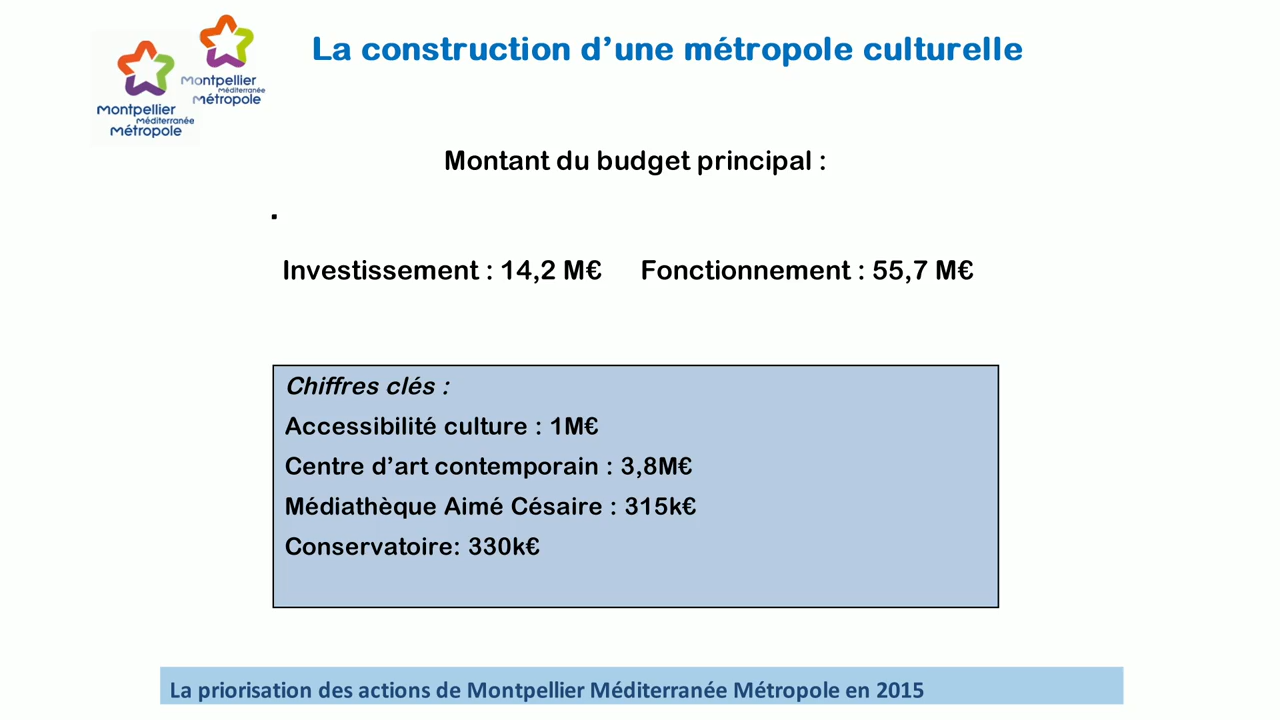 La construction d’une métropole culturelle
montpellier
méditerranée
métropole
montpellier
méditerranée
métropole
Montant du budget principal :
.
Investissement : 14,2 M€ Fonctionnement : 55,7 M€
Chiffres clés :
Accessibilité culture : 1M€
Centre d’art contemporain : 3,8M€
Médiathèque Aimé Césaire : 315k€
Conservatoire: 330k€
La priorisation des actions de Montpellier Méditerranée Métropole en 2015